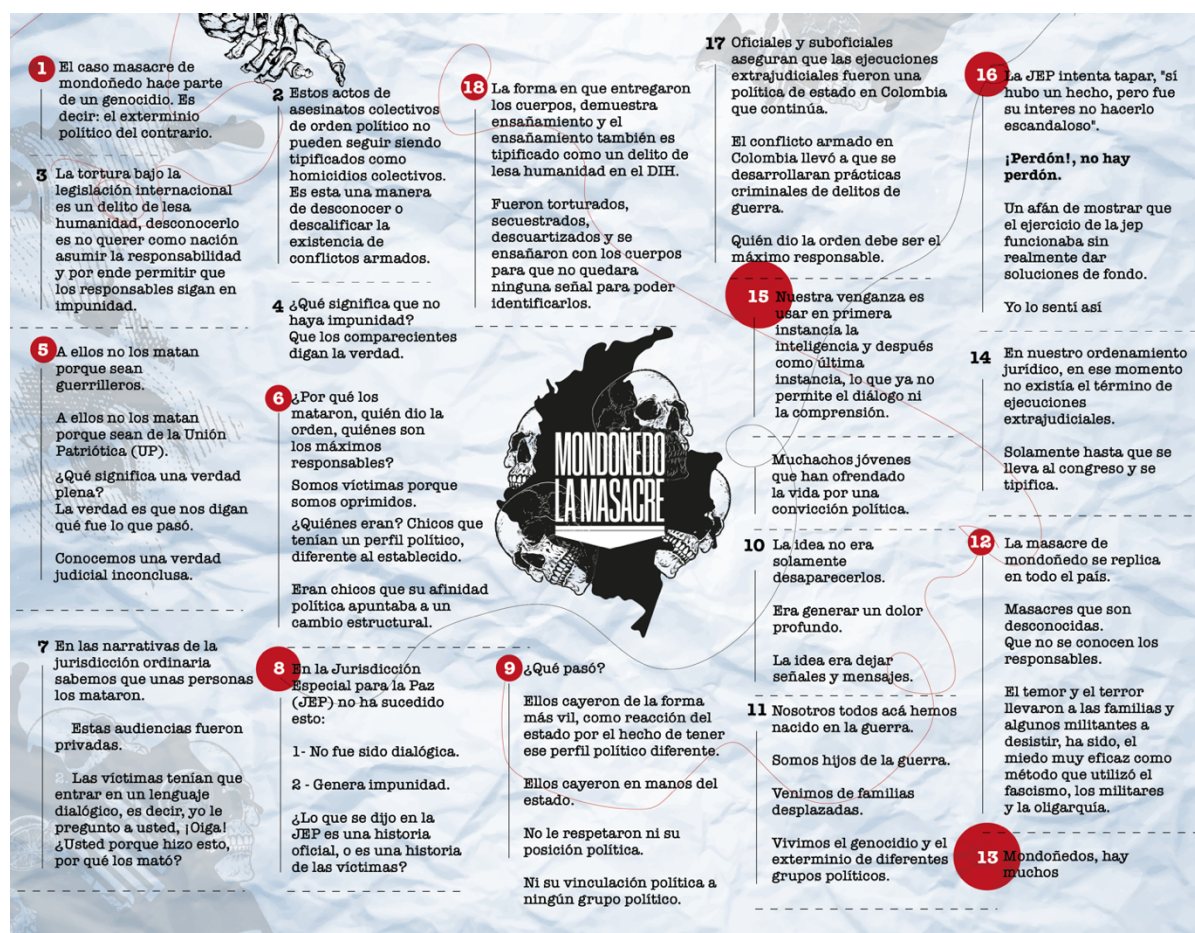 1 El caso masacre de
mondoñedo hace parte
de un genocidio. Es
decir: el exterminio
político del contrario.
2 Estos actos de
asesinatos colectivos
de orden político no
pueden seguir siendo
tipificados como
homicidios colectivos.
Es esta una manera
de desconocer o
descalificar la
existencia de
conflictos armados.
3 La tortura bajo la
legislación internacional
es un delito de lesa
humanidad, desconocerlo
es no querer como nación
asumir la responsabilidad
y por ende permitir que
los responsables sigan en
impunidad.
4 ¿Qué significa que no
haya impunidad?
Que los comparecientes
digan la verdad.
5 A ellos no los matan
porque sean
guerrilleros.
A ellos no los matan
porque sean de la Unión
Patriótica (UP).
¿Qué significa una verdad
plena?
La verdad es que nos digan
qué fue lo que pasó.
Conocemos una verdad
judicial inconclusa.
6 ¿Por qué los
mataron, quién dio la
orden, quiénes son
los máximos
responsables?
Somos víctimas porque
somos oprimidos.
¿Quiénes eran? Chicos que
tenían un perfil político,
diferente al establecido.
Eran chicos que su afinidad
política apuntaba a un
cambio estructural.
7 En las narrativas de la
jurisdicción ordinaria
sabemos que unas personas
los mataron.
Estas audiencias fueron
privadas.
2. Las víctimas tenían que
entrar en un lenguaje
dialógico, es decir, yo le
pregunto a usted, ¡Oiga!
¿Usted porque hizo esto,
por qué los mató?
8 En la Jurisdicción
Especial para la Paz
(JEP) no ha sucedido
esto:
1- No fue sido dialógica.
2 - Genera impunidad.
¿Lo que se dijo en la
JEP es una historia
oficial, o es una historia
de las víctimas?
9 ¿Qué pasó?
Ellos cayeron de la forma
más vil, como reacción del
estado por el hecho de tener
ese perfil político diferente.
Ellos cayeron en manos del
estado.
No le respetaron ni su
posición política.
Ni su vinculación política a
ningún grupo político.
MONDOÑEDO
LA MASACRE
10 La idea no era
solamente
desaparecerlos.
Era generar un dolor
profundo.
La idea era dejar
señales y mensajes.
11 Nosotros todos acá hemos
nacido en la guerra.
Somos hijos de la guerra.
Venimos de familias
desplazadas.
Vivimos el genocidio y el
exterminio de diferentes
grupos políticos.
12 La masacre de
mondoñedo se replica
en todo el país.
Masacres que son
desconocidas.
Que no se conocen los
responsables.
El temor y el terror
llevaron a las familias y
algunos militantes a
desistir, ha sido, el
miedo muy eficaz como
método que utilizó el
fascismo, los militares
y la oligarquía.
13 Mondoñedos, hay
muchos
14 En nuestro ordenamiento
jurídico, en ese momento
no existía el término de
ejecuciones
extrajudiciales.
Solamente hasta que se
lleva al congreso y se
tipifica.
15 Nuestra venganza es
usar en primera
instancia la
inteligencia y después
como última
instancia, lo que ya no
permite el diálogo ni
la comprensión.
Muchachos jóvenes
que han ofrendado
la vida por una
convicción política.
16 La JEP intenta tapar, "sí
hubo un hecho, pero fue
su interes no hacerlo
escandaloso".
¡Perdón!, no hay
perdón.
Un afán de mostrar que
el ejercicio de la jep
funcionaba sin
realmente dar
soluciones de fondo.
Yo lo sentí así
17 Oficiales y suboficiales
aseguran que las ejecuciones
extrajudiciales fueron una
política de estado en Colombia
que continúa.
El conflicto armado en
Colombia llevó a que se
desarrollaran prácticas
criminales de delitos de
guerra.
Quién dio la orden debe ser el
máximo responsable.
18 La forma en que entregaron
los cuerpos, demuestra
ensañamiento y el
ensañamiento también es
tipificado como un delito de
lesa humanidad en el DIH.
Fueron torturados,
secuestrados,
descuartizados y se
ensañaron con los cuerpos
para que no quedara
ninguna señal para poder
identificarlos.